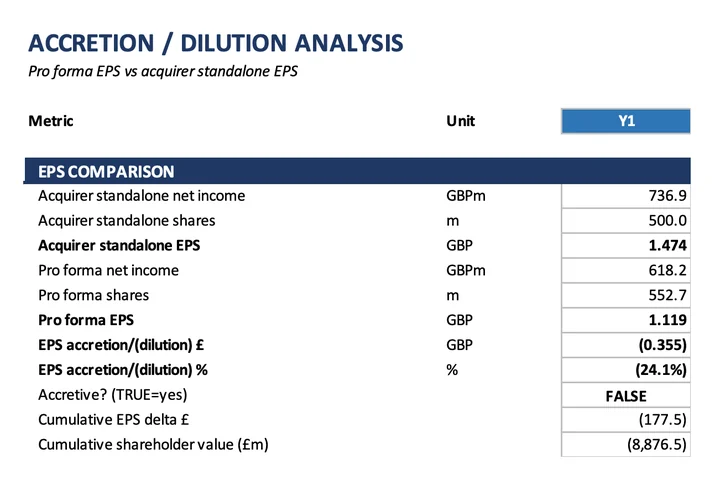 ACCRETION / DILUTION ANALYSIS
Pro forma EPS vs acquirer standalone EPS
Metric Unit Y1
EPS COMPARISON
Acquirer standalone net income GBPm 736.9
Acquirer standalone shares m 500.0
Acquirer standalone EPS GBP 1.474
Pro forma net income GBPm 618.2
Pro forma shares m 552.7
Pro forma EPS GBP 1.119
EPS accretion/(dilution) £ GBP (0.355)
EPS accretion/(dilution) % % (24.1%)
Accretive? (TRUE=yes) FALSE
Cumulative EPS delta £ (177.5)
Cumulative shareholder value (£m) (8,876.5)